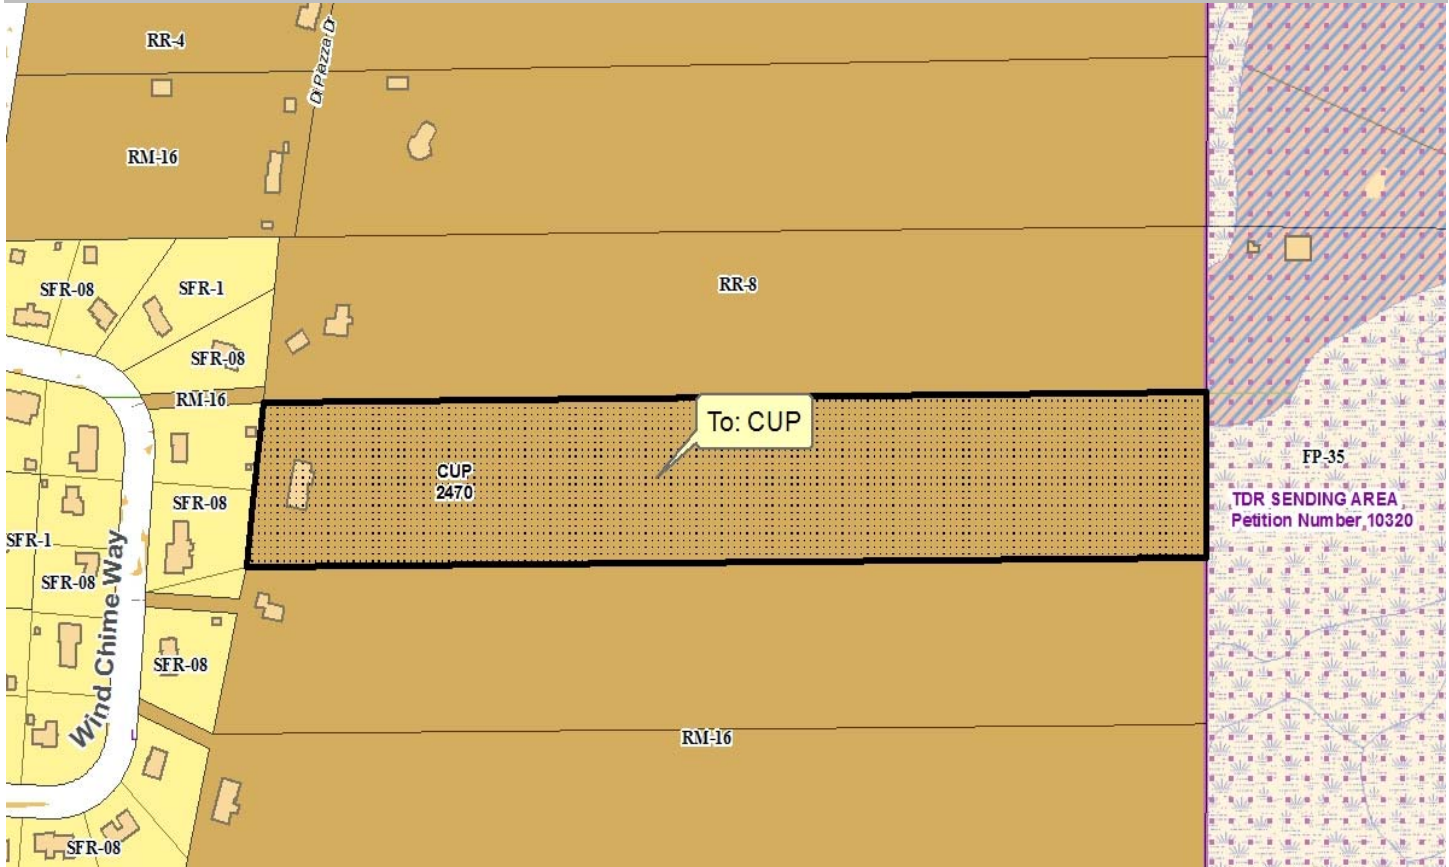 RR-4
Di Piazza Dr
RM-16
SFR-08
SFR-1
RR-8
SFR-08
RM-16
To: CUP
CUP
2470
FP-35
SFR-08
TDR SENDING AREA
Petition Number 10320
SFR-1
SFR-08
Wind Chime Way
SFR-08
RM-16
SFR-08